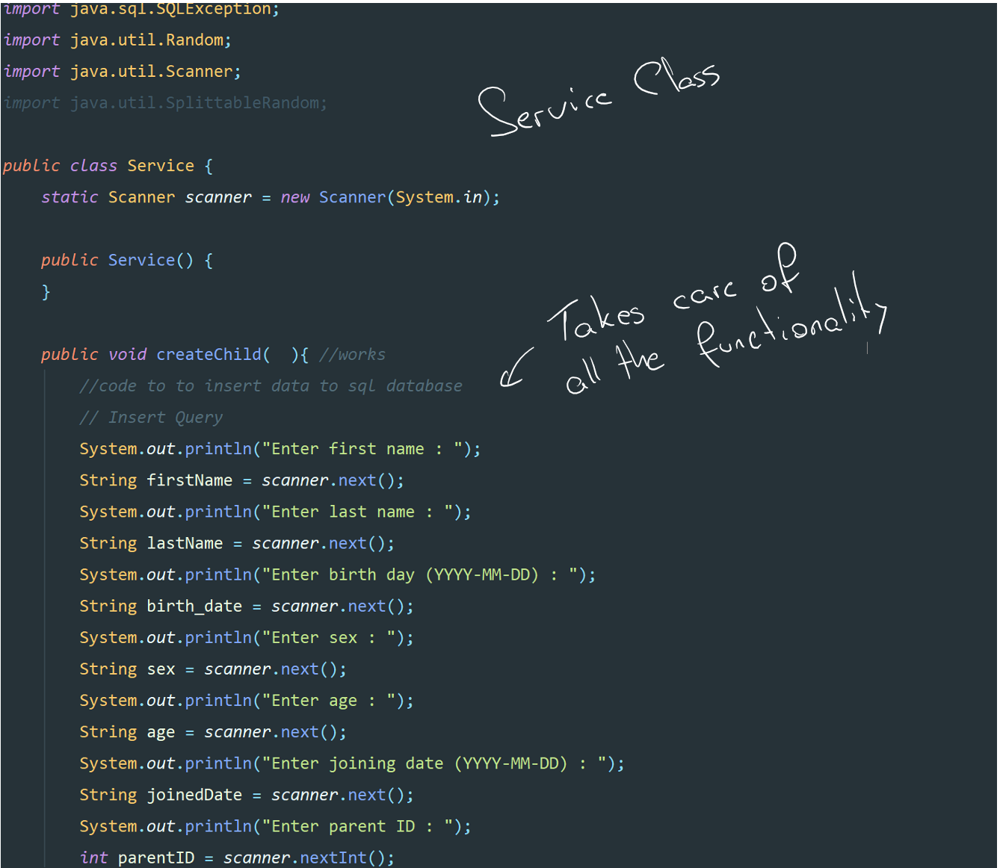 import java.sql.SQLException;
import java.util.Random;
import java.util.Scanner;
import java.util.SplittableRandom;
Service Class
public class Service {
static Scanner scanner = new Scanner(System.in);
public Service() {
}
Takes care of
all the functionality
public void createChild(  ){ //works
//code to to insert data to sql database
// Insert Query
System.out.println("Enter first name : ");
String firstName = scanner.next();
System.out.println("Enter last name : ");
String lastName = scanner.next();
System.out.println("Enter birth day (YYYY-MM-DD) : ");
String birth_date = scanner.next();
System.out.println("Enter sex : ");
String sex = scanner.next();
System.out.println("Enter age : ");
String age = scanner.next();
System.out.println("Enter joining date (YYYY-MM-DD) : ");
String joinedDate = scanner.next();
System.out.println("Enter parent ID : ");
int parentID = scanner.nextInt();